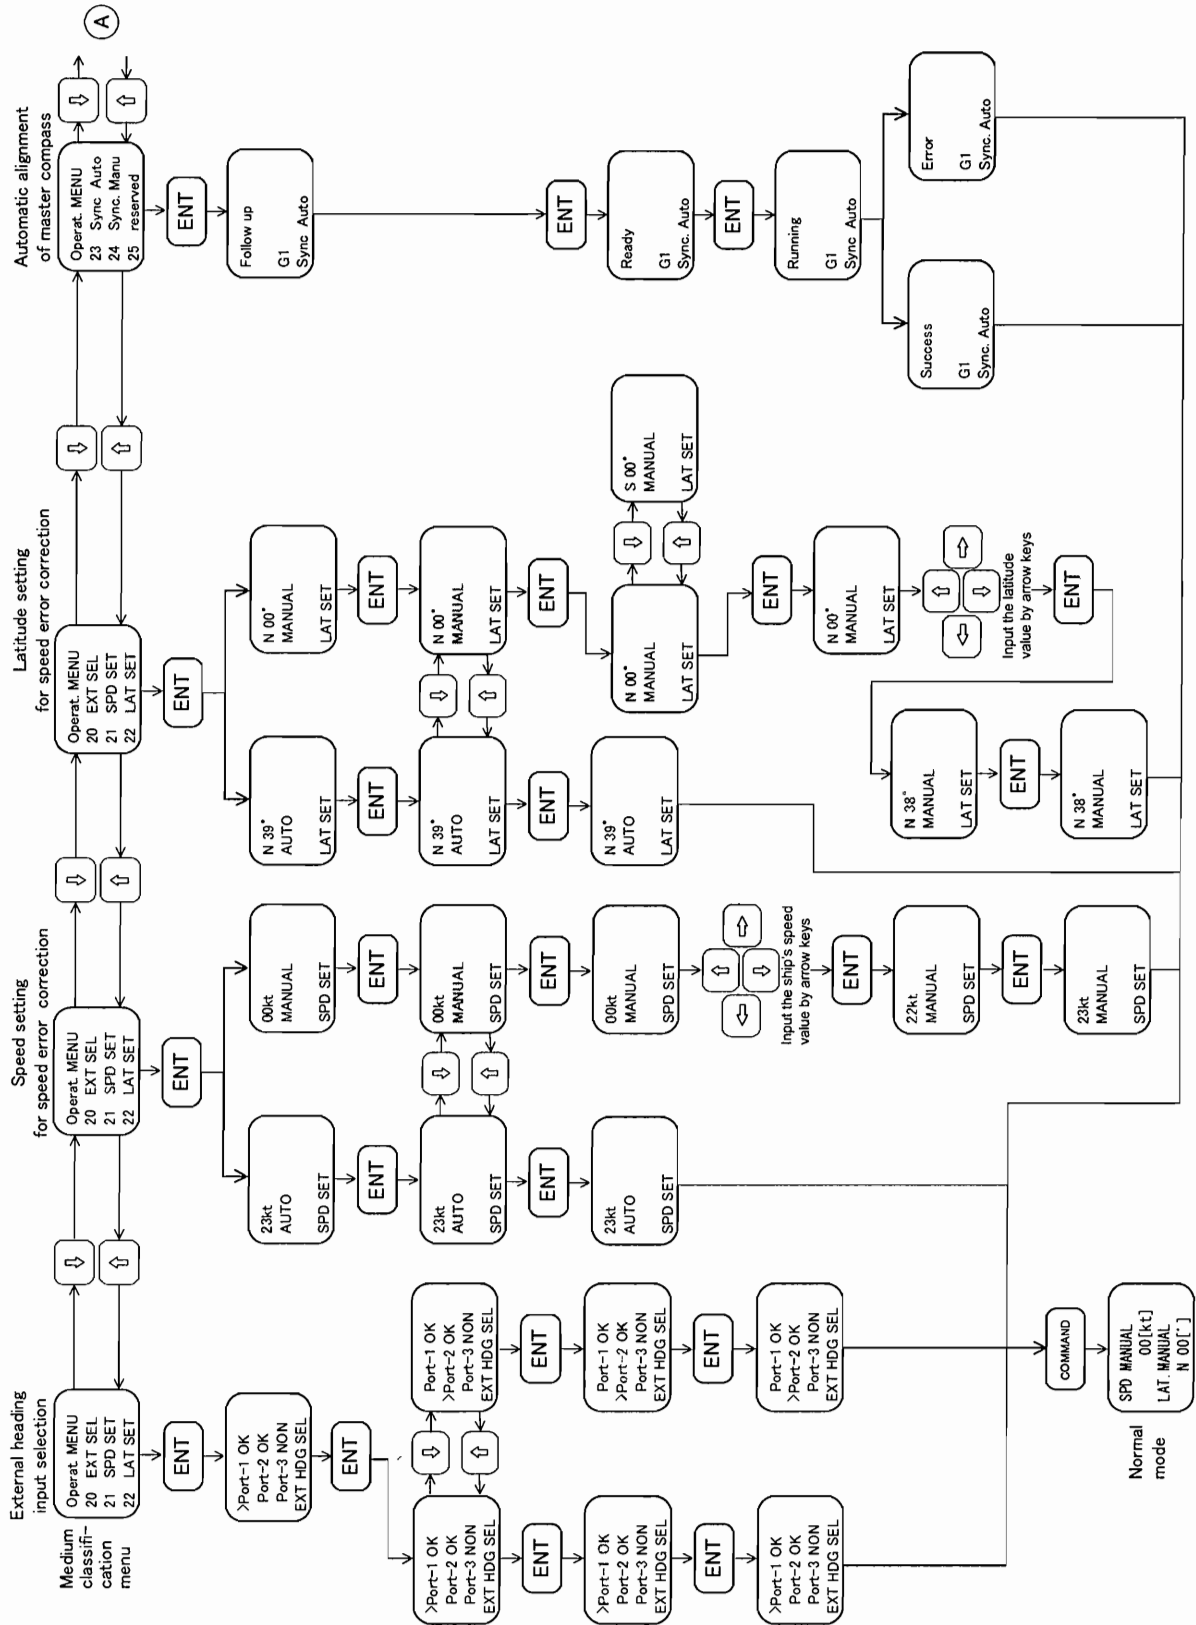 Medium
classifi-
cation
menu
External heading
input selection
Operat. MENU
20 EXT SEL
21 SPD SET
22 LAT SET
⇩
⇧
ENT
>Port-1 OK
Port-2 OK
Port-3 NON
EXT HDG SEL
ENT
>Port-1 OK
Port-2 OK
Port-3 NON
EXT HDG SEL
⇩
⇧
Port-1 OK
>Port-2 OK
Port-3 NON
EXT HDG SEL
ENT
ENT
>Port-1 OK
Port-2 OK
Port-3 NON
EXT HDG SEL
Port-1 OK
>Port-2 OK
Port-3 NON
EXT HDG SEL
ENT
ENT
>Port-1 OK
Port-2 OK
Port-3 NON
EXT HDG SEL
Port-1 OK
>Port-2 OK
Port-3 NON
EXT HDG SEL
COMMAND
Normal
mode
SPD MANUAL
00[kt]
LAT. MANUAL
N 00[°]
Speed setting
for speed error correction
Operat. MENU
20 EXT SEL
21 SPD SET
22 LAT SET
⇩
⇧
ENT
23kt
AUTO
SPD SET
00kt
MANUAL
SPD SET
ENT
ENT
23kt
AUTO
SPD SET
⇩
⇧
00kt
MANUAL
SPD SET
ENT
ENT
23kt
AUTO
SPD SET
00kt
MANUAL
SPD SET
⇦ ⇧ ⇩ ⇨
Input the ship's speed
value by arrow keys
ENT
22kt
MANUAL
SPD SET
ENT
23kt
MANUAL
SPD SET
Latitude setting
for speed error correction
Operat. MENU
20 EXT SEL
21 SPD SET
22 LAT SET
⇩
⇧
ENT
N 39°
AUTO
LAT SET
N 00°
MANUAL
LAT SET
ENT
ENT
N 39°
AUTO
LAT SET
⇩
⇧
N 00°
MANUAL
LAT SET
ENT
ENT
N 39°
AUTO
LAT SET
N 00°
MANUAL
LAT SET
⇩
⇧
S 00°
MANUAL
LAT SET
ENT
N 00°
MANUAL
LAT SET
⇦ ⇧ ⇩ ⇨
Input the latitude
value by arrow keys
ENT
N 38°
MANUAL
LAT SET
ENT
N 38°
MANUAL
LAT SET
Automatic alignment
of master compass
Operat. MENU
23 Sync Auto
24 Sync. Manu
25 reserved
⇩
⇧
A
ENT
Follow up
G1
Sync Auto
ENT
Ready
G1
Sync. Auto
ENT
Running
G1
Sync Auto
Success
G1
Sync. Auto
Error
G1
Sync. Auto